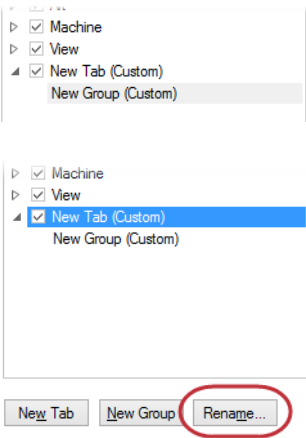 Machine
View
New Tab (Custom)
New Group (Custom)
Machine
View
New Tab (Custom)
New Group (Custom)
New Tab New Group Rename...